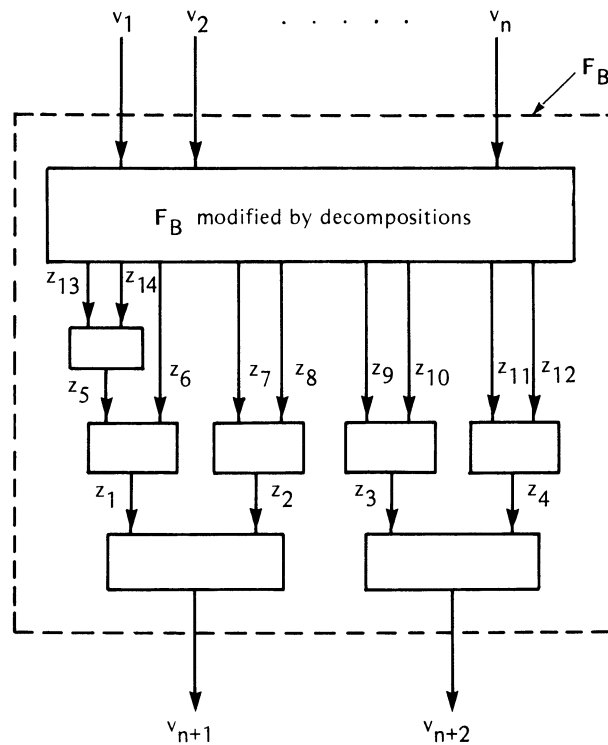 v1 v2 . . . . . vn
FB
FB modified by decompositions
z13 z14
z5 z6 z7 z8 z9 z10 z11 z12
z1 z2 z3 z4
vn+1 vn+2